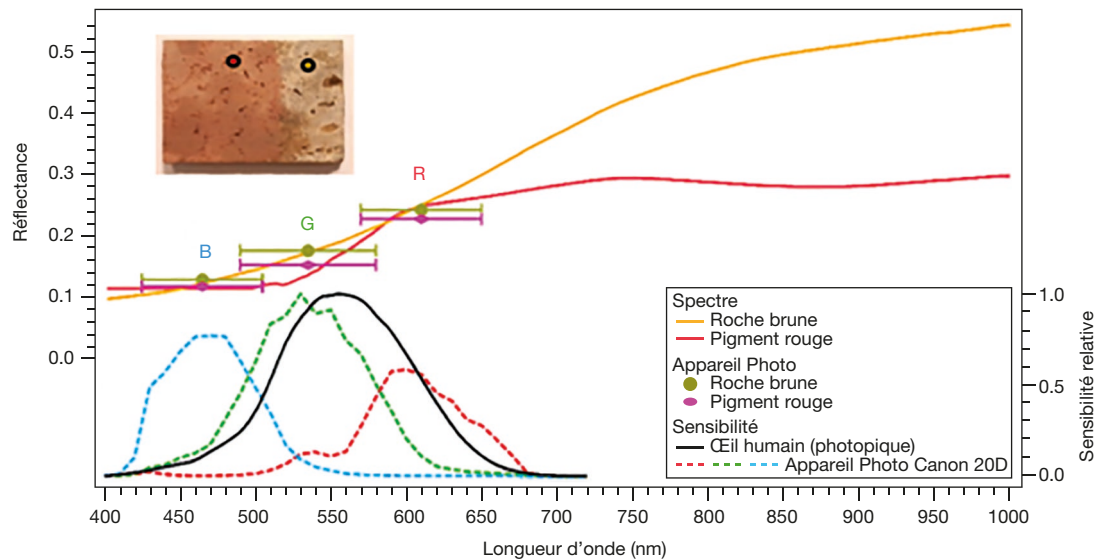 0.5
0.4
0.3
0.2
0.1
0.0
Réflectance
B
G
R
Spectre
Roche brune
Pigment rouge
Appareil Photo
Roche brune
Pigment rouge
Sensibilité
Œil humain (photopique)
Appareil Photo Canon 20D
1.0
0.5
0.0
Sensibilité relative
400 450 500 550 600 650 700 750 800 850 900 950 1000
Longueur d’onde (nm)